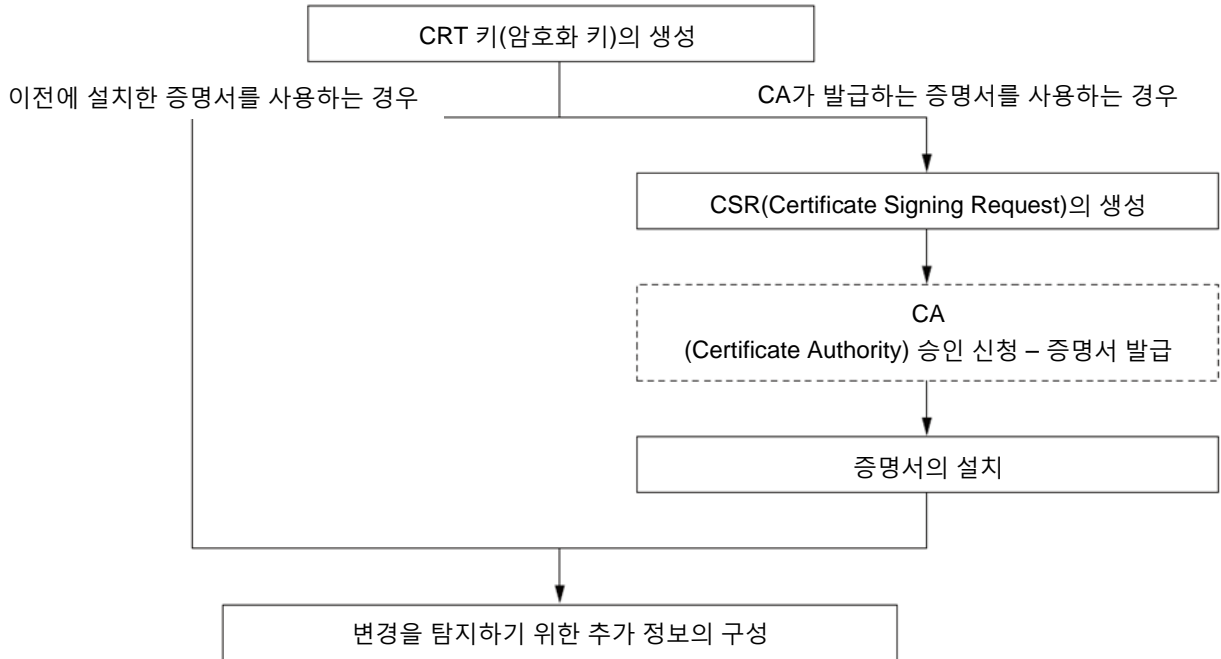 CRT 키(암호화 키)의 생성
이전에 설치한 증명서를 사용하는 경우
CA가 발급하는 증명서를 사용하는 경우
CSR(Certificate Signing Request)의 생성
CA
(Certificate Authority) 승인 신청 – 증명서 발급
증명서의 설치
변경을 탐지하기 위한 추가 정보의 구성